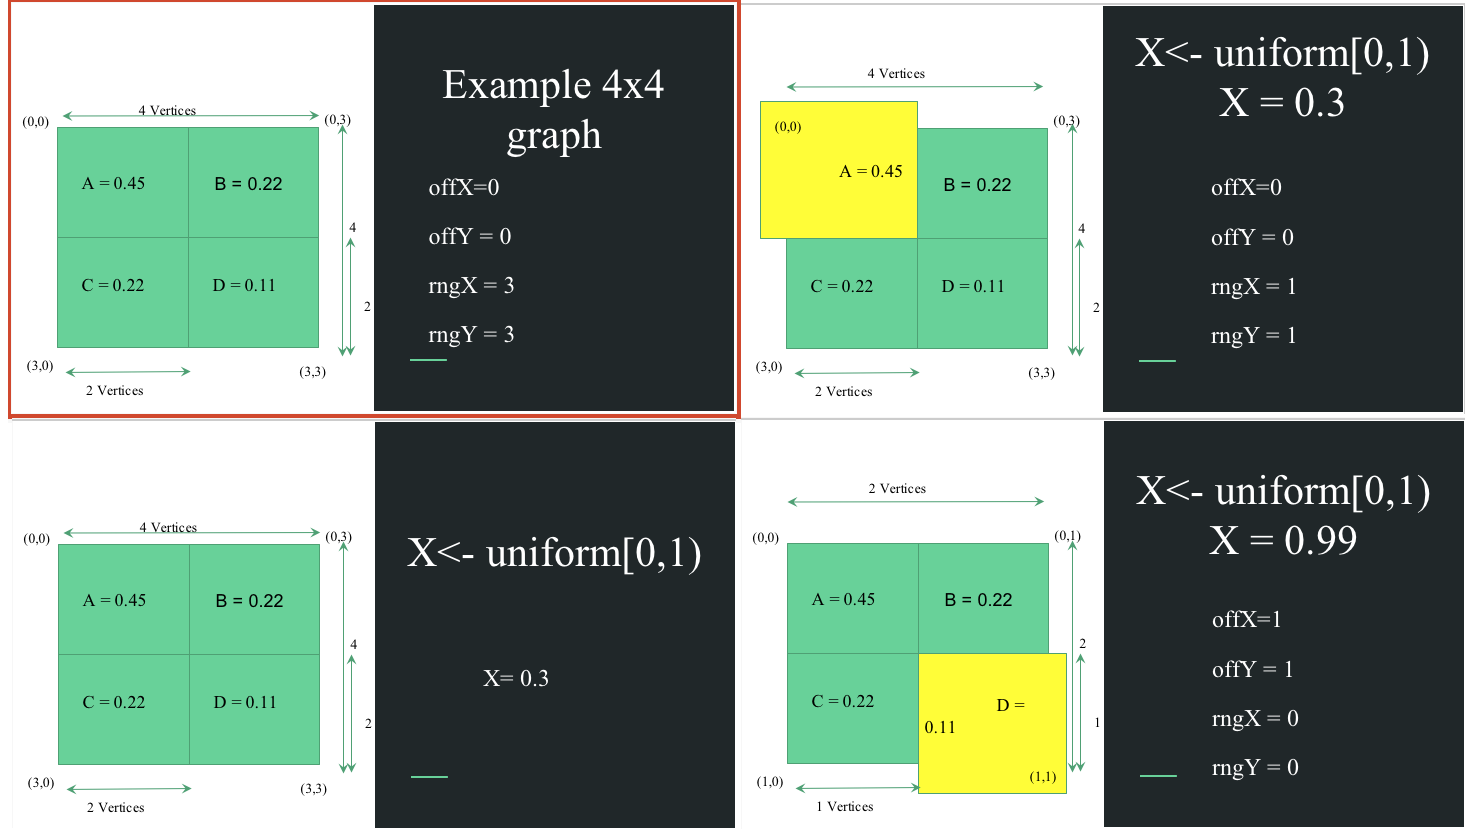 4 Vertices
(0,0)
(0,3)
A = 0.45
B = 0.22
4
C = 0.22
D = 0.11
2
(3,0)
(3,3)
2 Vertices
Example 4x4
graph
offX=0
offY = 0
rngX = 3
rngY = 3
4 Vertices
(0,0)
(0,3)
A = 0.45
B = 0.22
4
C = 0.22
D = 0.11
2
(3,0)
(3,3)
2 Vertices
X<- uniform[0,1)
X = 0.3
offX=0
offY = 0
rngX = 1
rngY = 1
4 Vertices
(0,0)
(0,3)
A = 0.45
B = 0.22
4
C = 0.22
D = 0.11
2
(3,0)
(3,3)
2 Vertices
X<- uniform[0,1)
X= 0.3
2 Vertices
(0,0)
(0,1)
A = 0.45
B = 0.22
2
C = 0.22
D =
0.11
1
(1,0)
(1,1)
1 Vertices
X<- uniform[0,1)
X = 0.99
offX=1
offY = 1
rngX = 0
rngY = 0